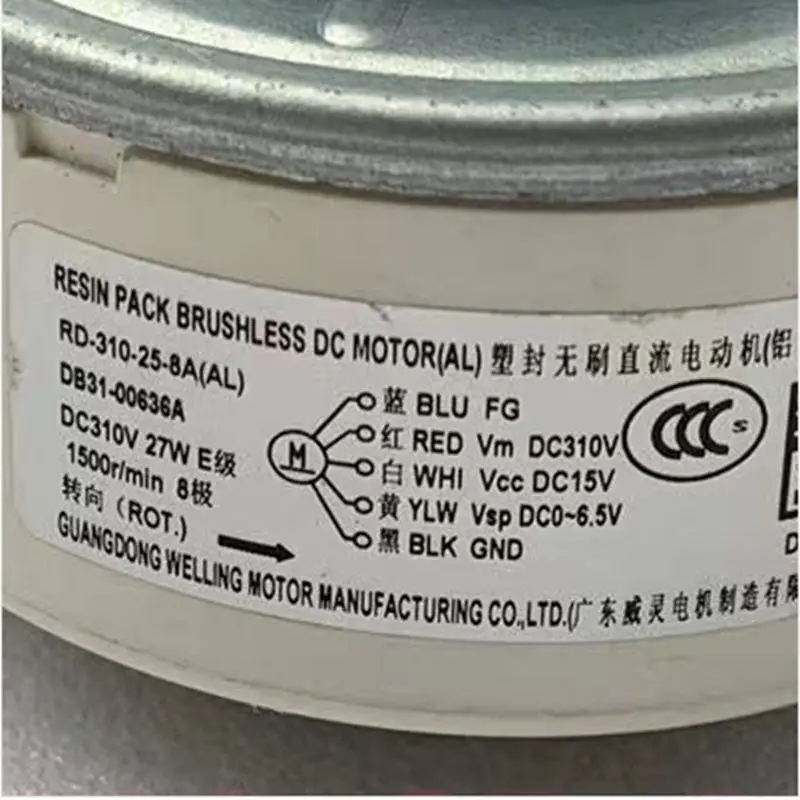 RESIN PACK BRUSHLESS DC MOTOR(AL) 塑封无刷直流电动机(铝
RD-310-25-8A(AL)
DB31-00636A
DC310V 27W E级
1500r/min 8极
转向 (ROT.)
M
蓝 BLU FG
红 RED Vm DC310V
白 WHI Vcc DC15V
黄 YLW Vsp DC0~6.5V
黑 BLK GND
CCC S
D
GUANGDONG WELLING MOTOR MANUFACTURING CO.,LTD.(广东威灵电机制造有限